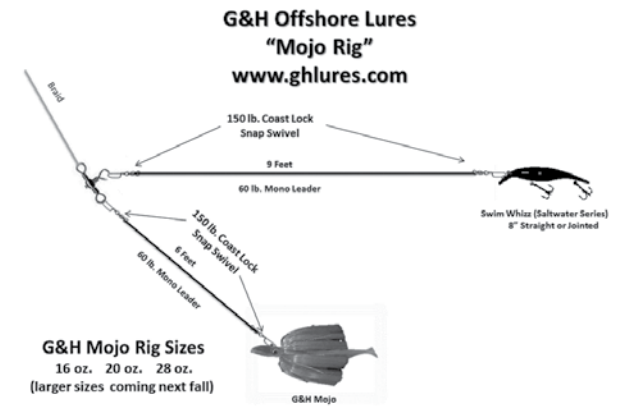 G&H Offshore Lures
“Mojo Rig”
www.ghlures.com
Braid
150 lb. Coast Lock
Snap Swivel
9 Feet
60 lb. Mono Leader
Swim Whizz (Saltwater Series)
8" Straight or Jointed
150 lb. Coast Lock
Snap Swivel
6 Feet
60 lb. Mono Leader
G&H Mojo Rig Sizes
16 oz. 20 oz. 28 oz.
(larger sizes coming next fall)
G&H Mojo